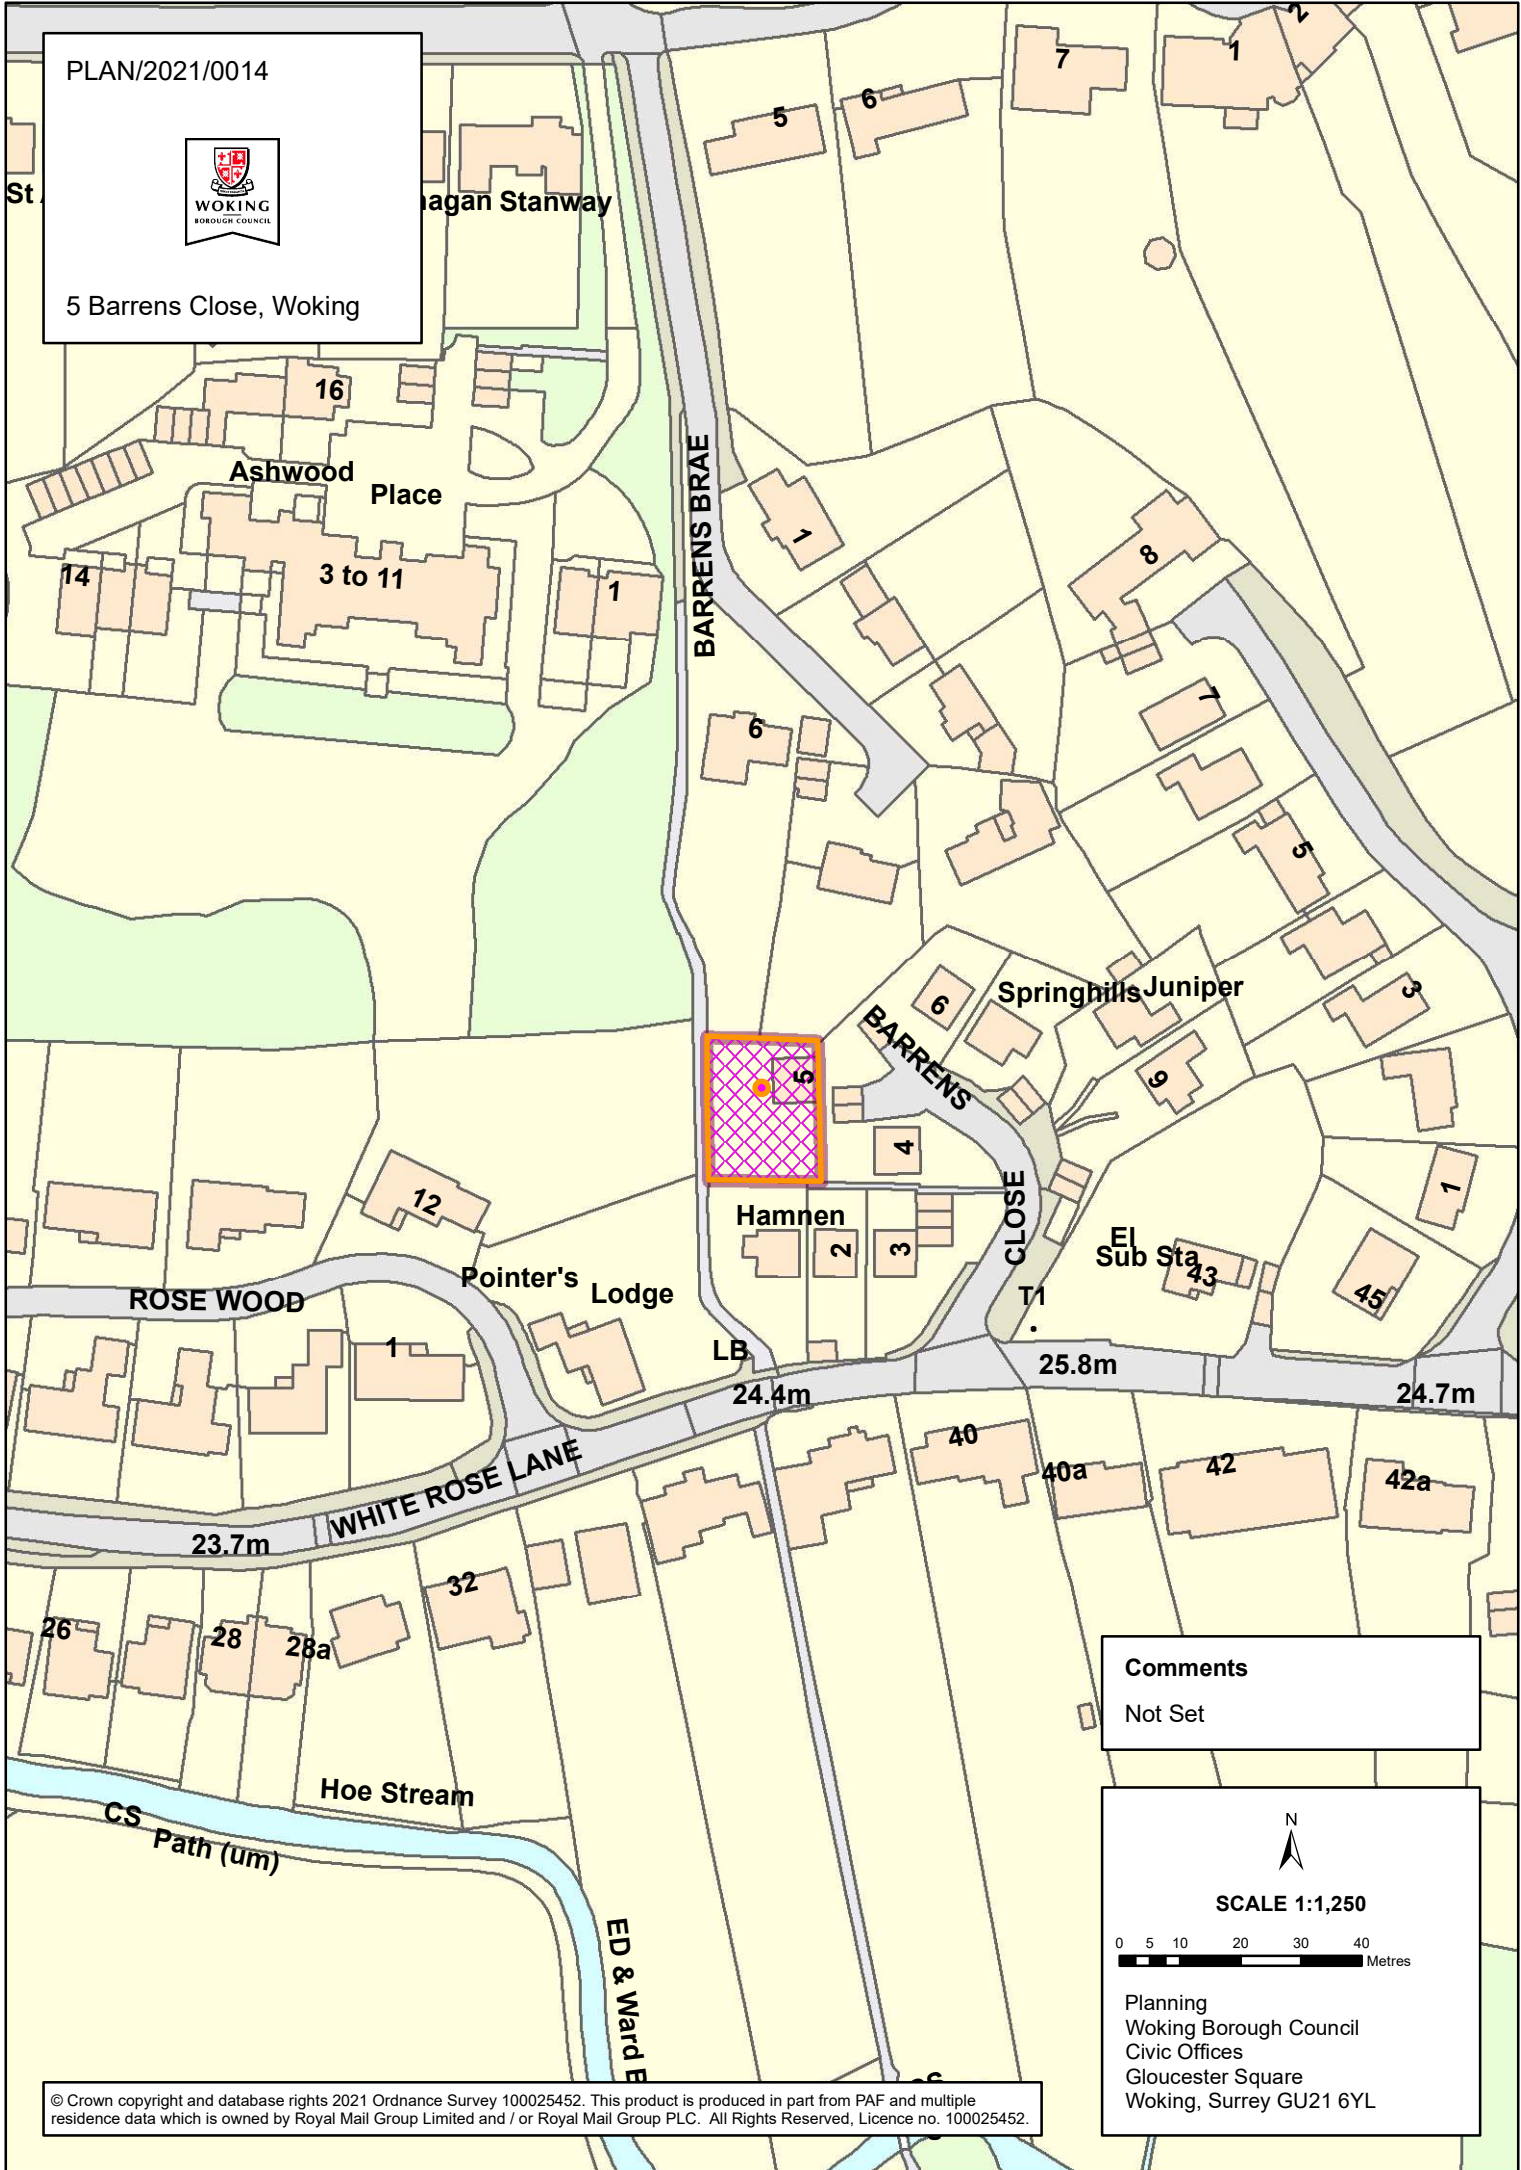 PLAN/2021/0014
WOKING
BOROUGH COUNCIL
5 Barrens Close, Woking
St
Stanway
5
6
7
1
2
16
Ashwood
Place
14
3 to 11
1
BARRENS BRAE
1
8
7
6
5
3
6
Springhills
Juniper
BARRENS
5
9
4
CLOSE
1
12
Hamnen
2
3
El
Sub Sta
43
45
Pointer's
Lodge
ROSE WOOD
T1
1
LB
24.4m
25.8m
24.7m
WHITE ROSE LANE
23.7m
40
40a
42
42a
32
26
28
28a
Hoe Stream
CS
Path (um)
ED & Ward
Comments
Not Set
N
SCALE 1:1,250
0 5 10 20 30 40
Metres
Planning
Woking Borough Council
Civic Offices
Gloucester Square
Woking, Surrey GU21 6YL
© Crown copyright and database rights 2021 Ordnance Survey 100025452. This product is produced in part from PAF and multiple
residence data which is owned by Royal Mail Group Limited and / or Royal Mail Group PLC. All Rights Reserved, Licence no. 100025452.